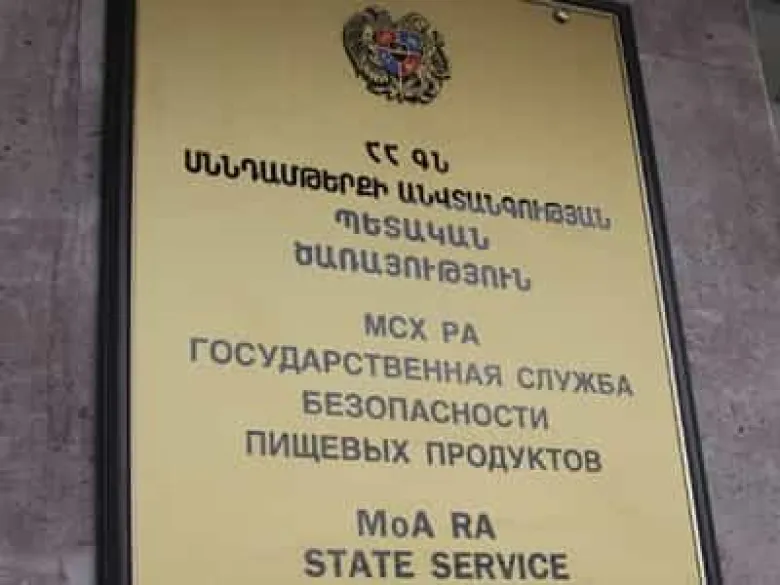 ՀՀ ԳՆ
ՍՆՆԴԱՄԹԵՐՔԻ ԱՆՎՏԱՆԳՈՒԹՅԱՆ
ՊԵՏԱԿԱՆ
ԾԱՌԱՅՈՒԹՅՈՒՆ
МСХ РА
ГОСУДАРСТВЕННАЯ СЛУЖБА
БЕЗОПАСНОСТИ
ПИЩЕВЫХ ПРОДУКТОВ
MoA RA
STATE SERVICE